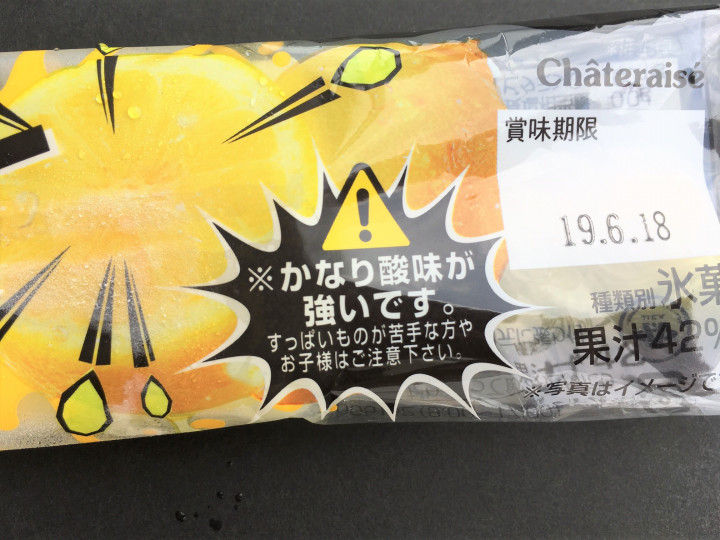 Châteraisé
賞味期限
19.6.18
※かなり酸味が
強いです。
すっぱいものが苦手な方や
お子様はご注意下さい。
種類別 氷菓
果汁42%
※写真はイメージで